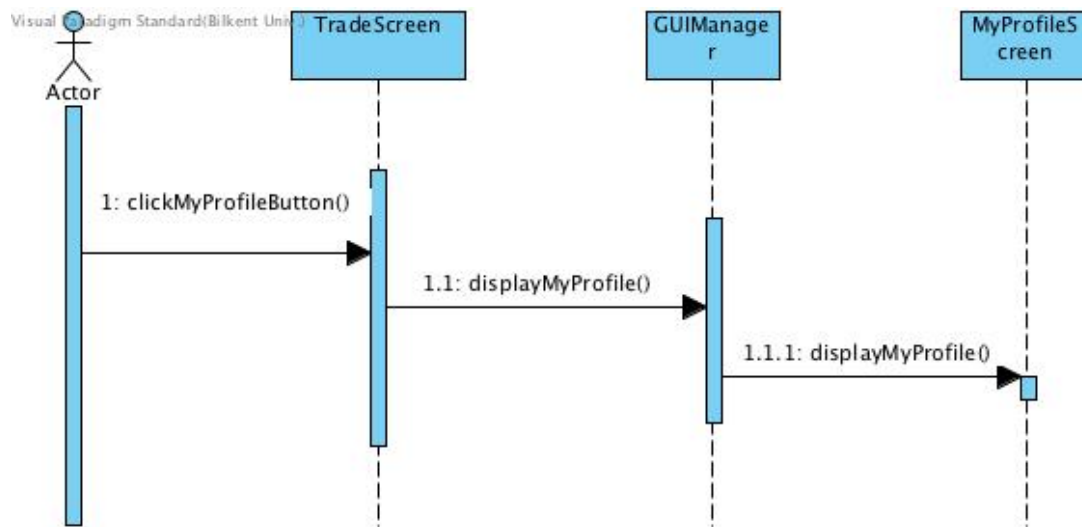 Visual Paradigm Standard(Bilkent Univ.)
TradeScreen
GUIManage
r
MyProfileS
creen
Actor
1: clickMyProfileButton()
1.1: displayMyProfile()
1.1.1: displayMyProfile()